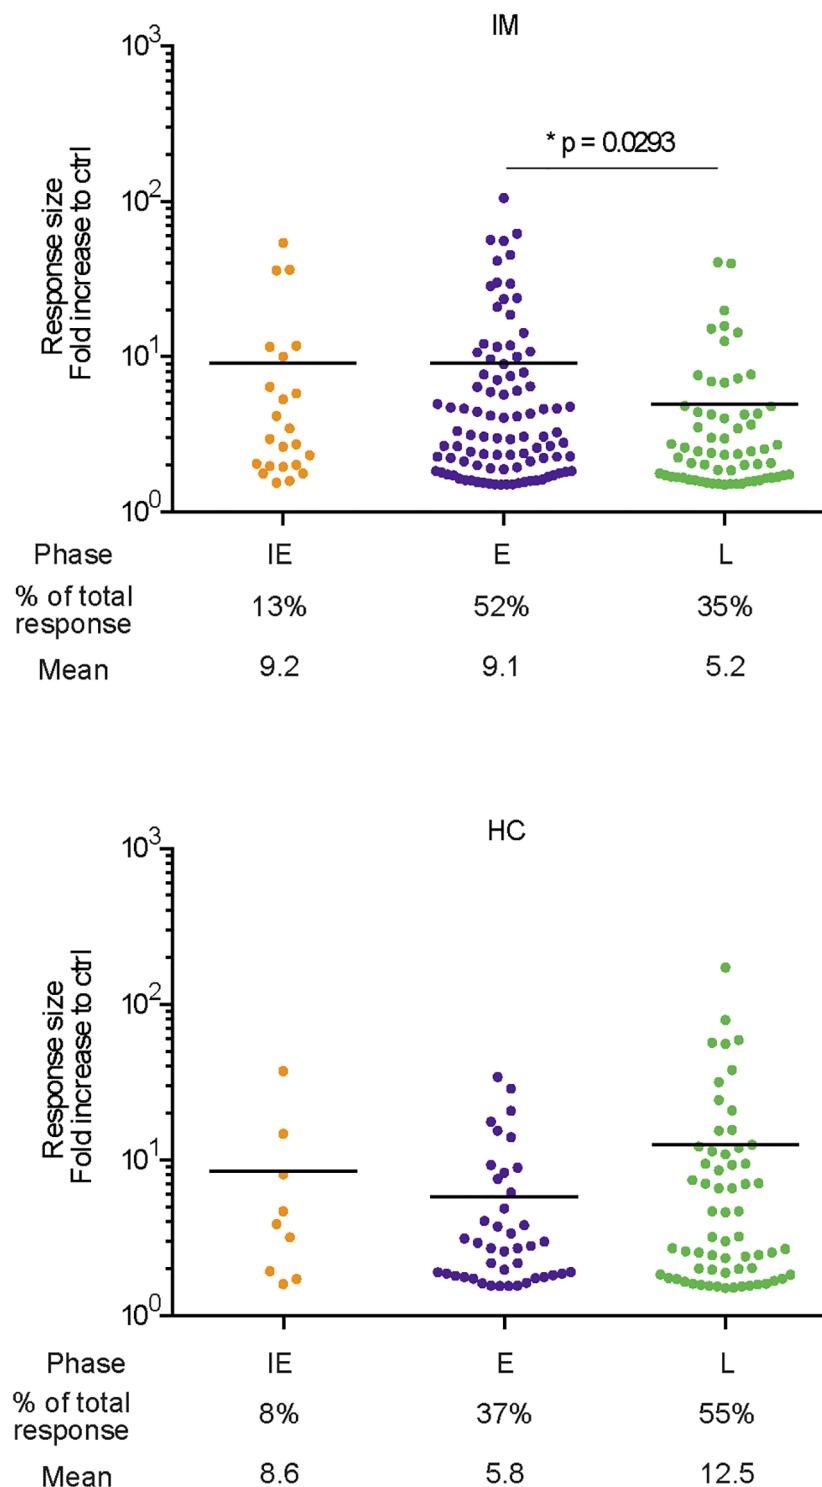 IM
10³
* p = 0.0293
10²
10¹
10⁰
Response size
Fold increase to ctrl
Phase IE E L
% of total
response 13% 52% 35%
Mean 9.2 9.1 5.2
HC
10³
10²
10¹
10⁰
Response size
Fold increase to ctrl
Phase IE E L
% of total
response 8% 37% 55%
Mean 8.6 5.8 12.5